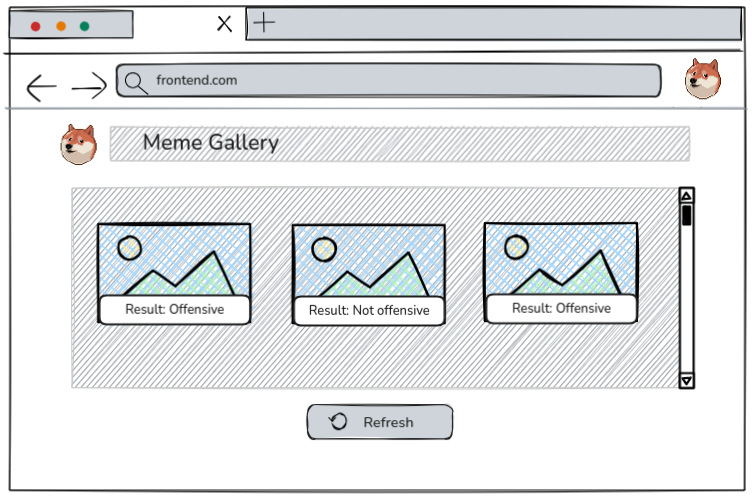 X
frontend.com
Meme Gallery
Result: Offensive
Result: Not offensive
Result: Offensive
Refresh